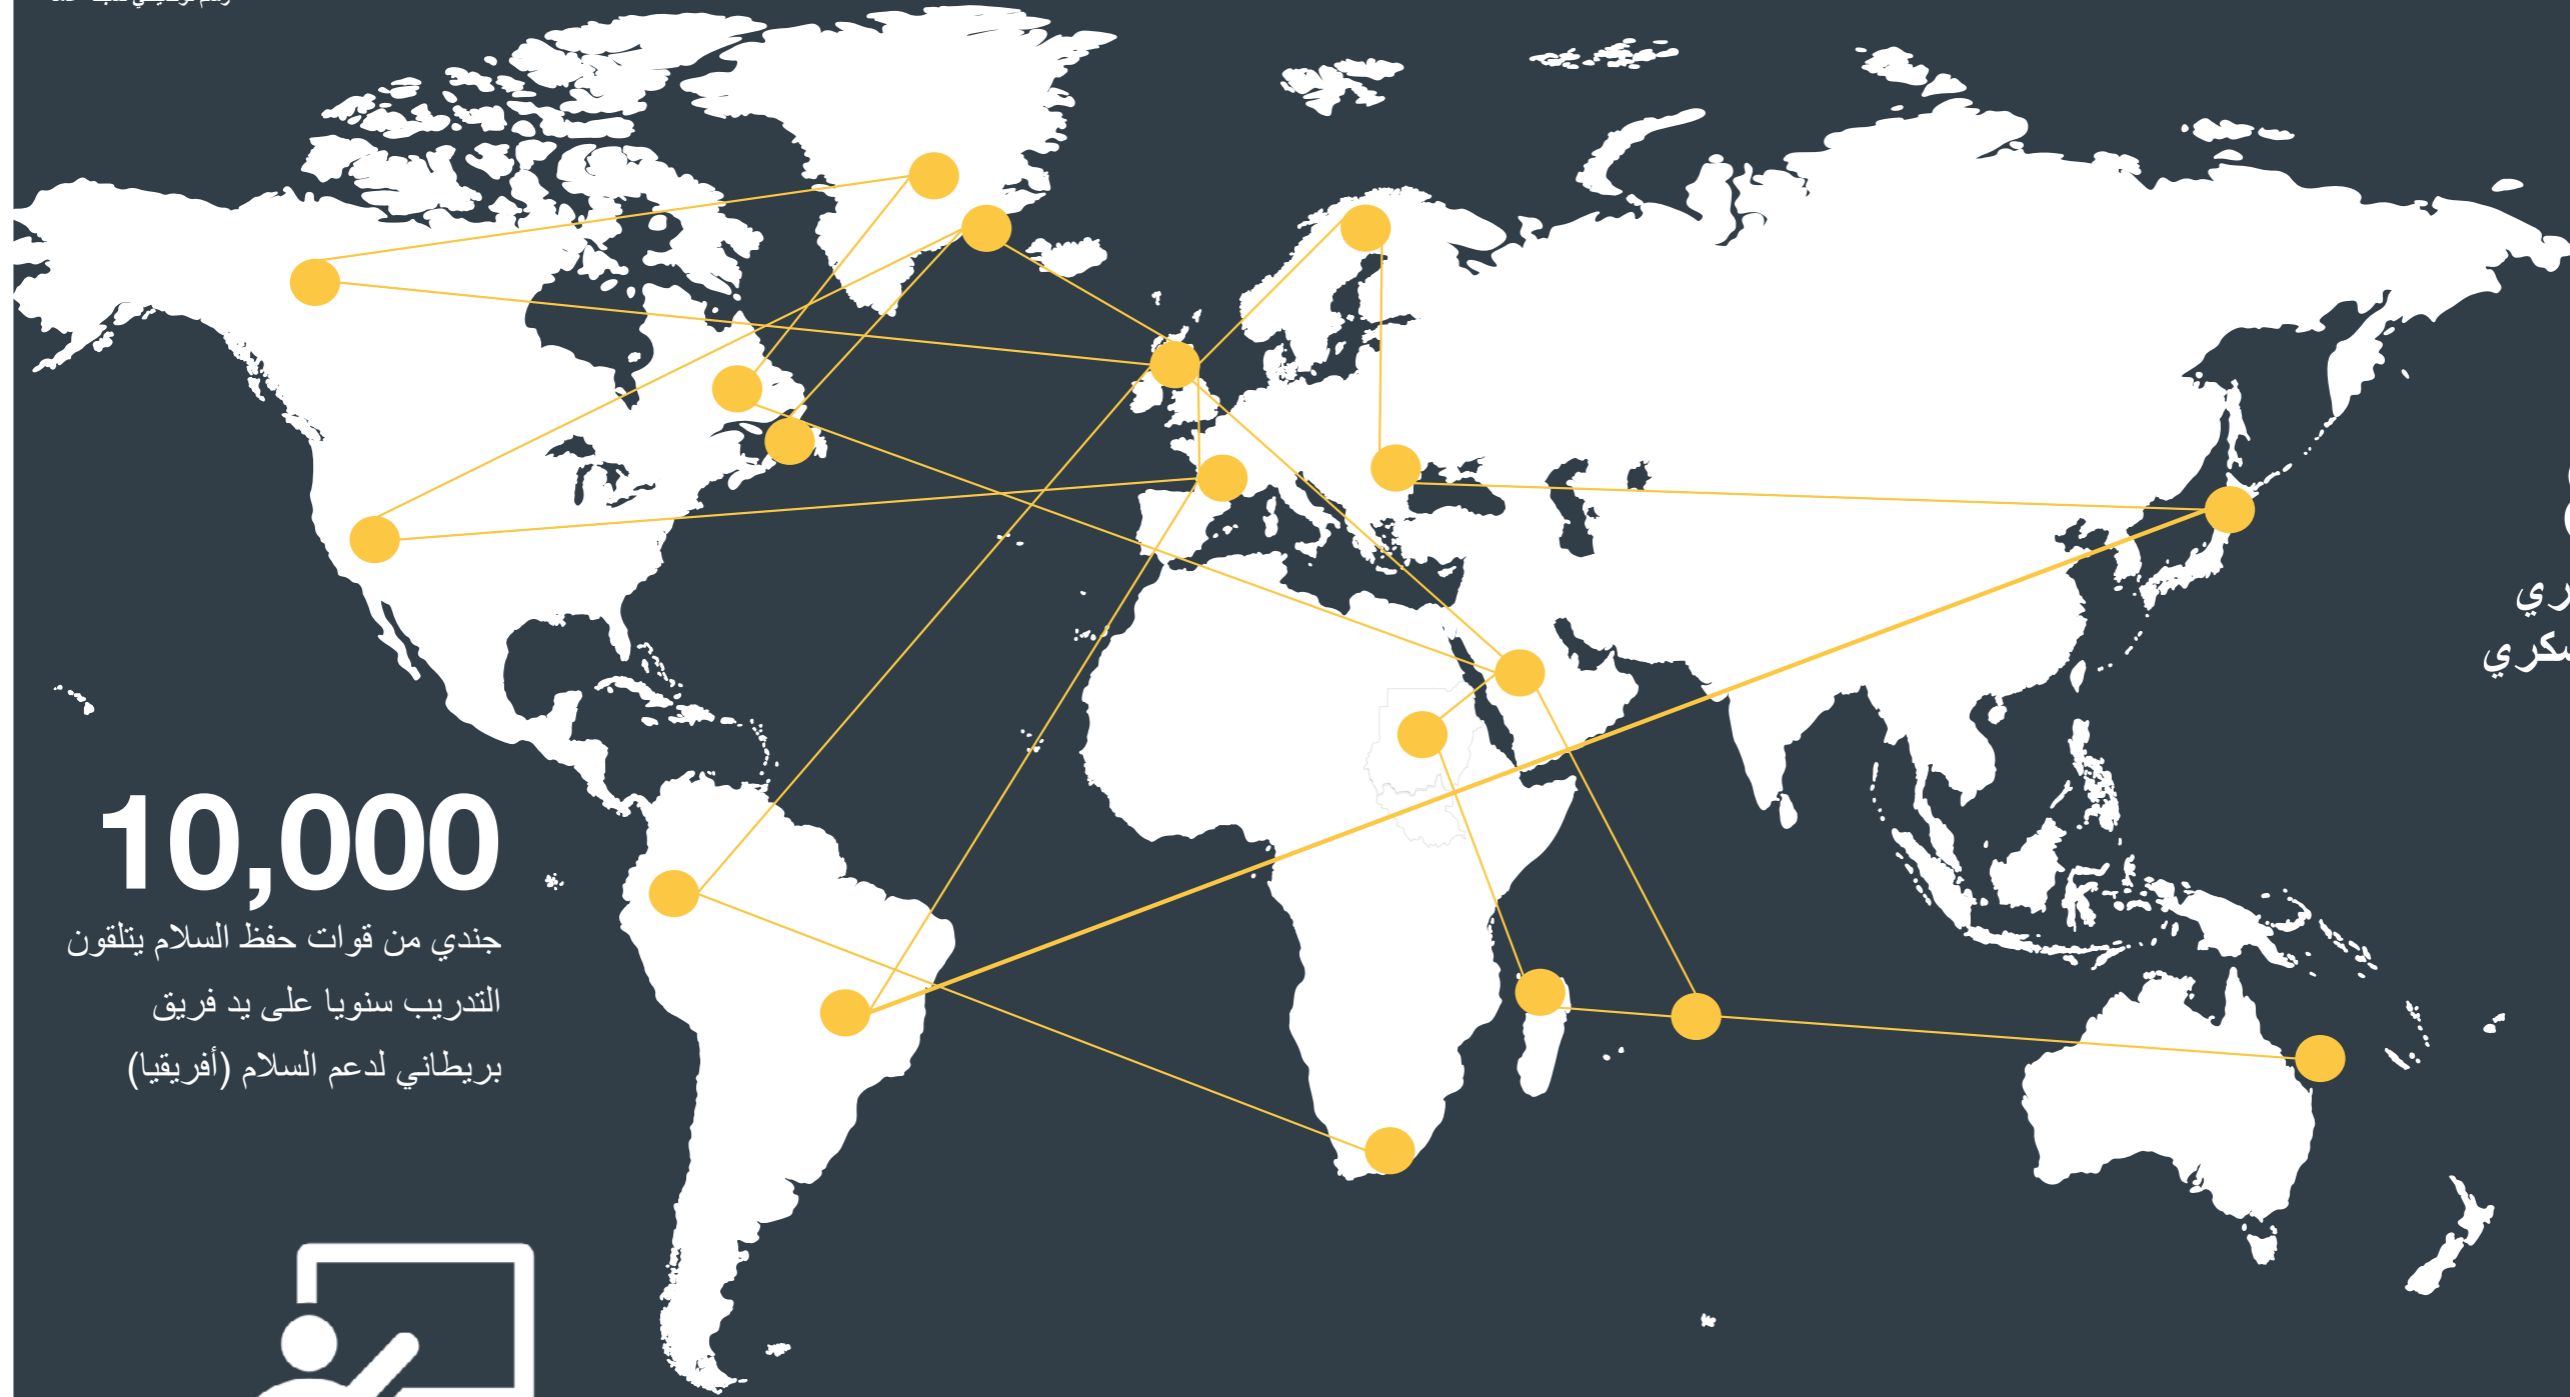 10,000
جندي من قوات حفظ السلام يتلقون
التدريب سنويا على يد فريق
بريطاني لدعم السلام (أفريقيا)